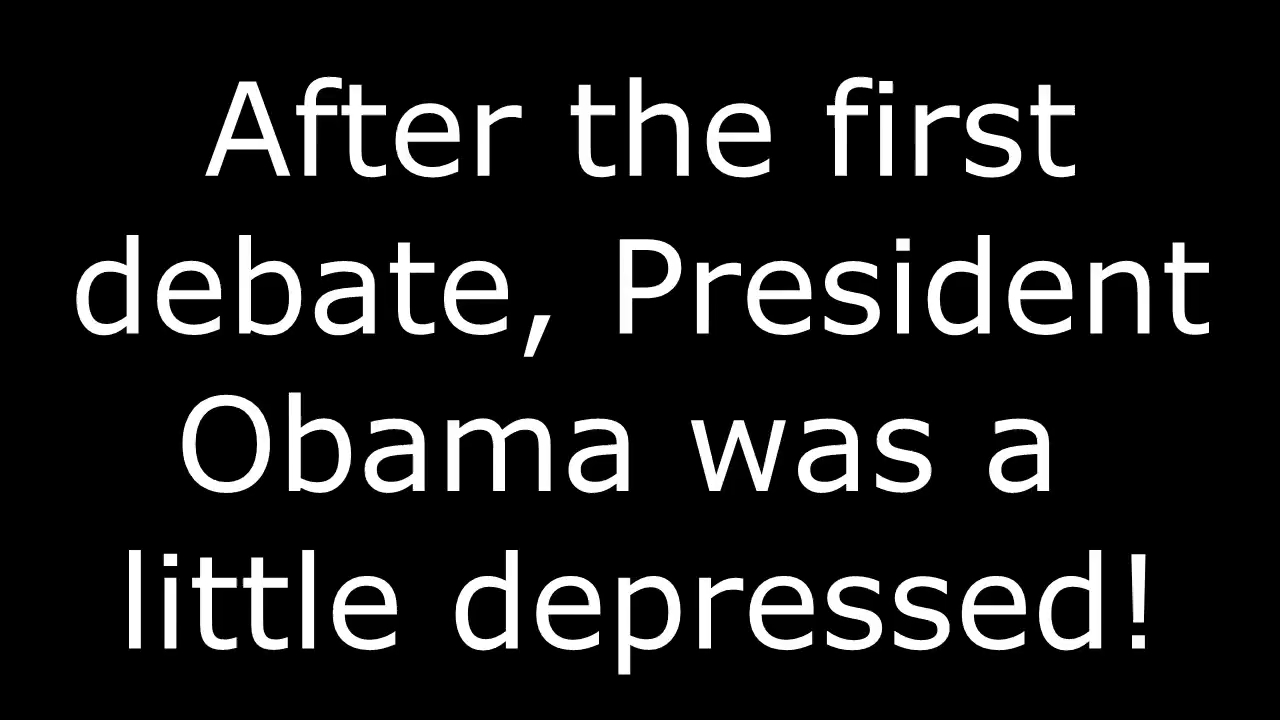 After the first
debate, President
Obama was a
little depressed!